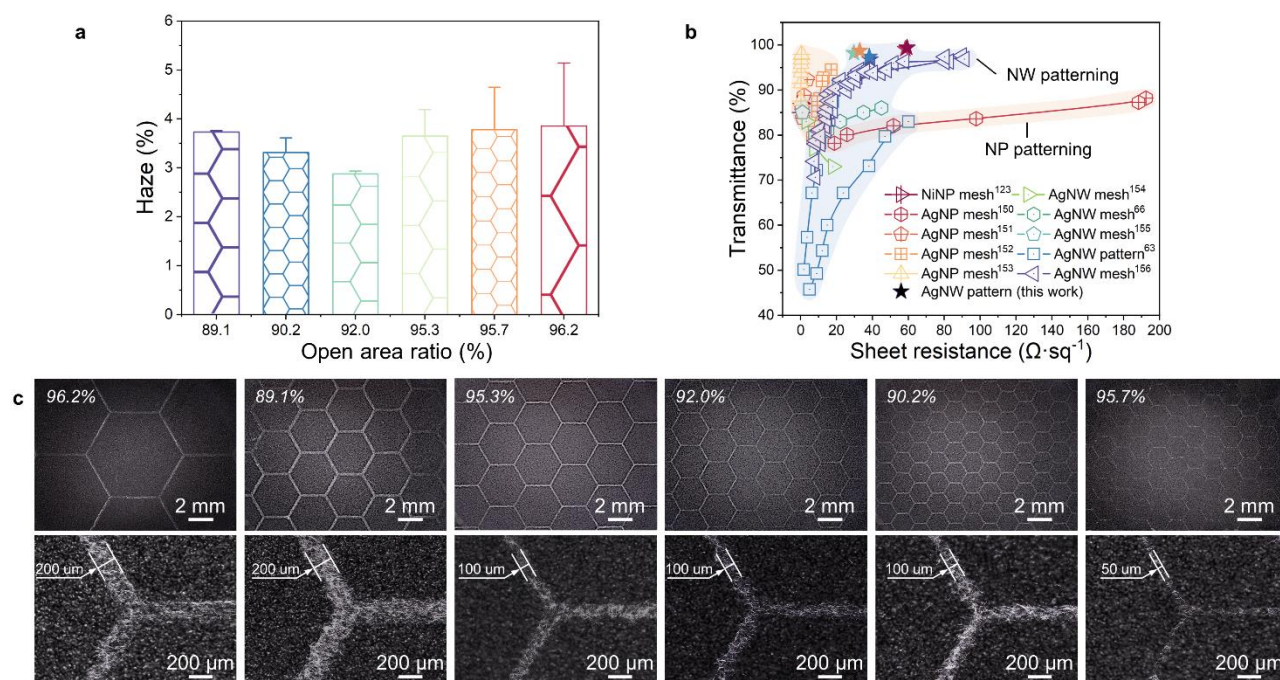 a
6
5
4
3
2
1
0
Haze (%)
89.1 90.2 92.0 95.3 95.7 96.2
Open area ratio (%)
b
100
90
80
70
60
50
40
Transmittance (%)
NW patterning
NP patterning
NiNP mesh123 AgNW mesh154
AgNP mesh150 AgNW mesh66
AgNP mesh151 AgNW mesh155
AgNP mesh152 AgNW pattern63
AgNP mesh153 AgNW mesh156
AgNW pattern (this work)
0 20 40 60 80 100 120 140 160 180 200
Sheet resistance (Ω·sq-1)
c
96.2% 89.1% 95.3% 92.0% 90.2% 95.7%
2 mm 2 mm 2 mm 2 mm 2 mm 2 mm
200 um 200 um 100 um 100 um 100 um 50 um
200 μm 200 μm 200 μm 200 μm 200 μm 200 μm